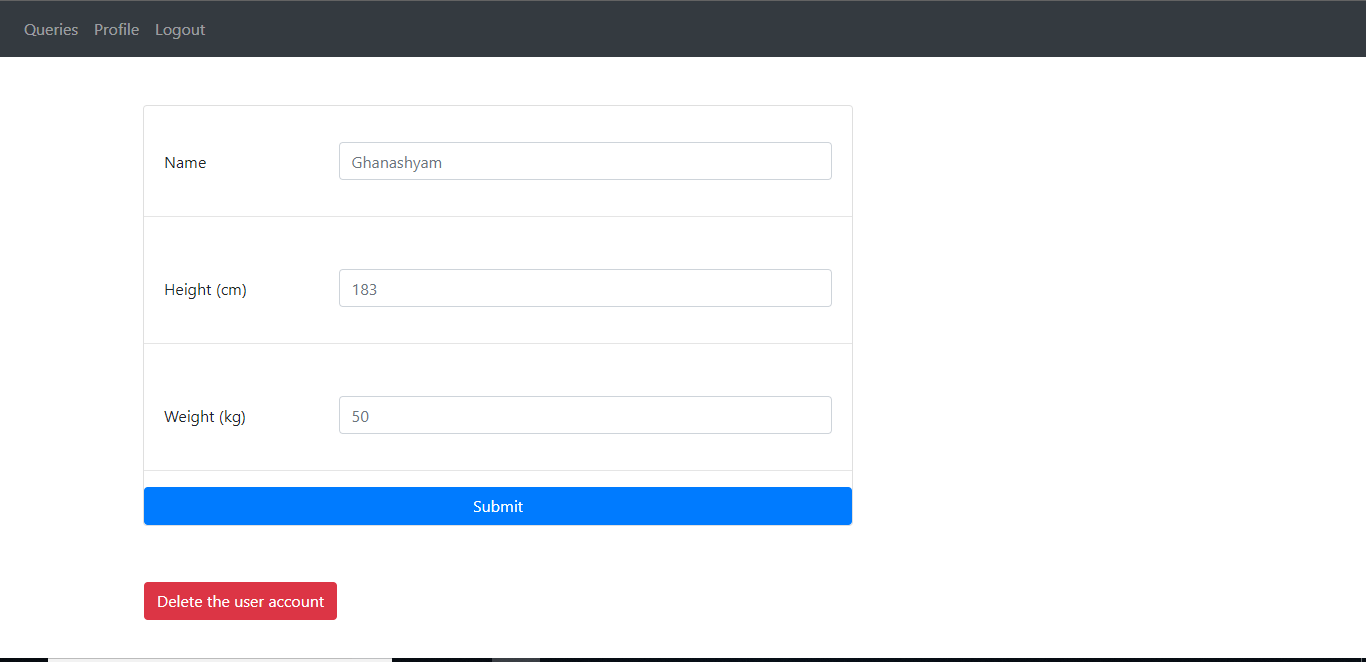 Queries Profile Logout
Name Ghanashyam
Height (cm) 183
Weight (kg) 50
Submit
Delete the user account